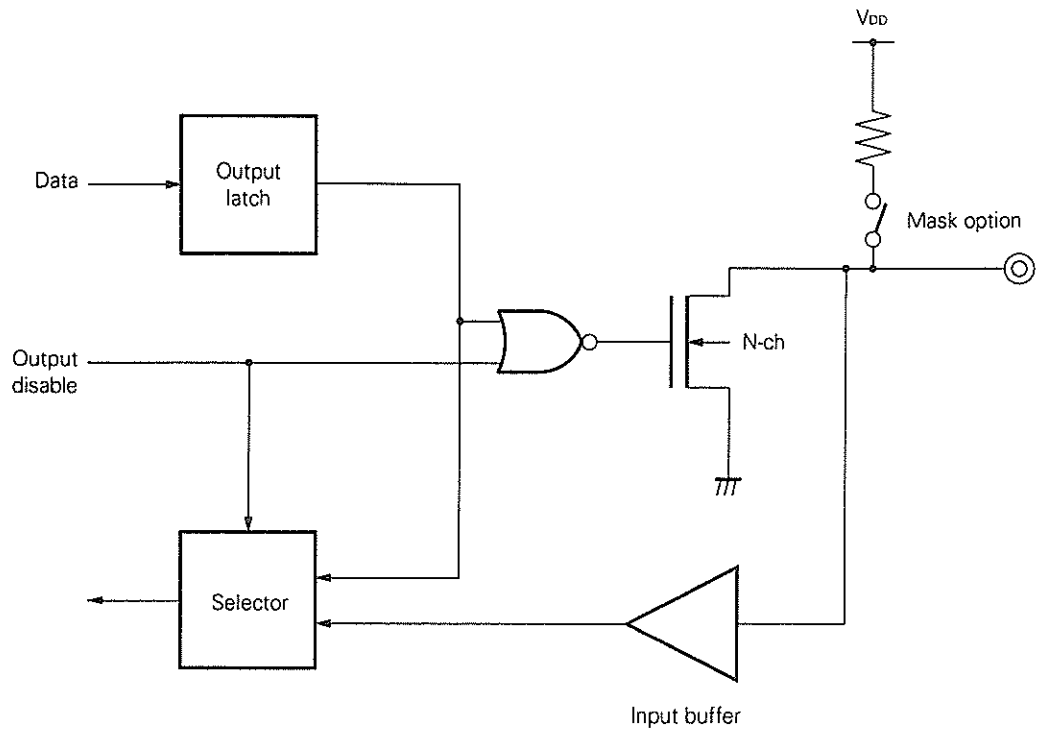 VDD
Output
latch
Data
Mask option
N-ch
Output
disable
Selector
Input buffer